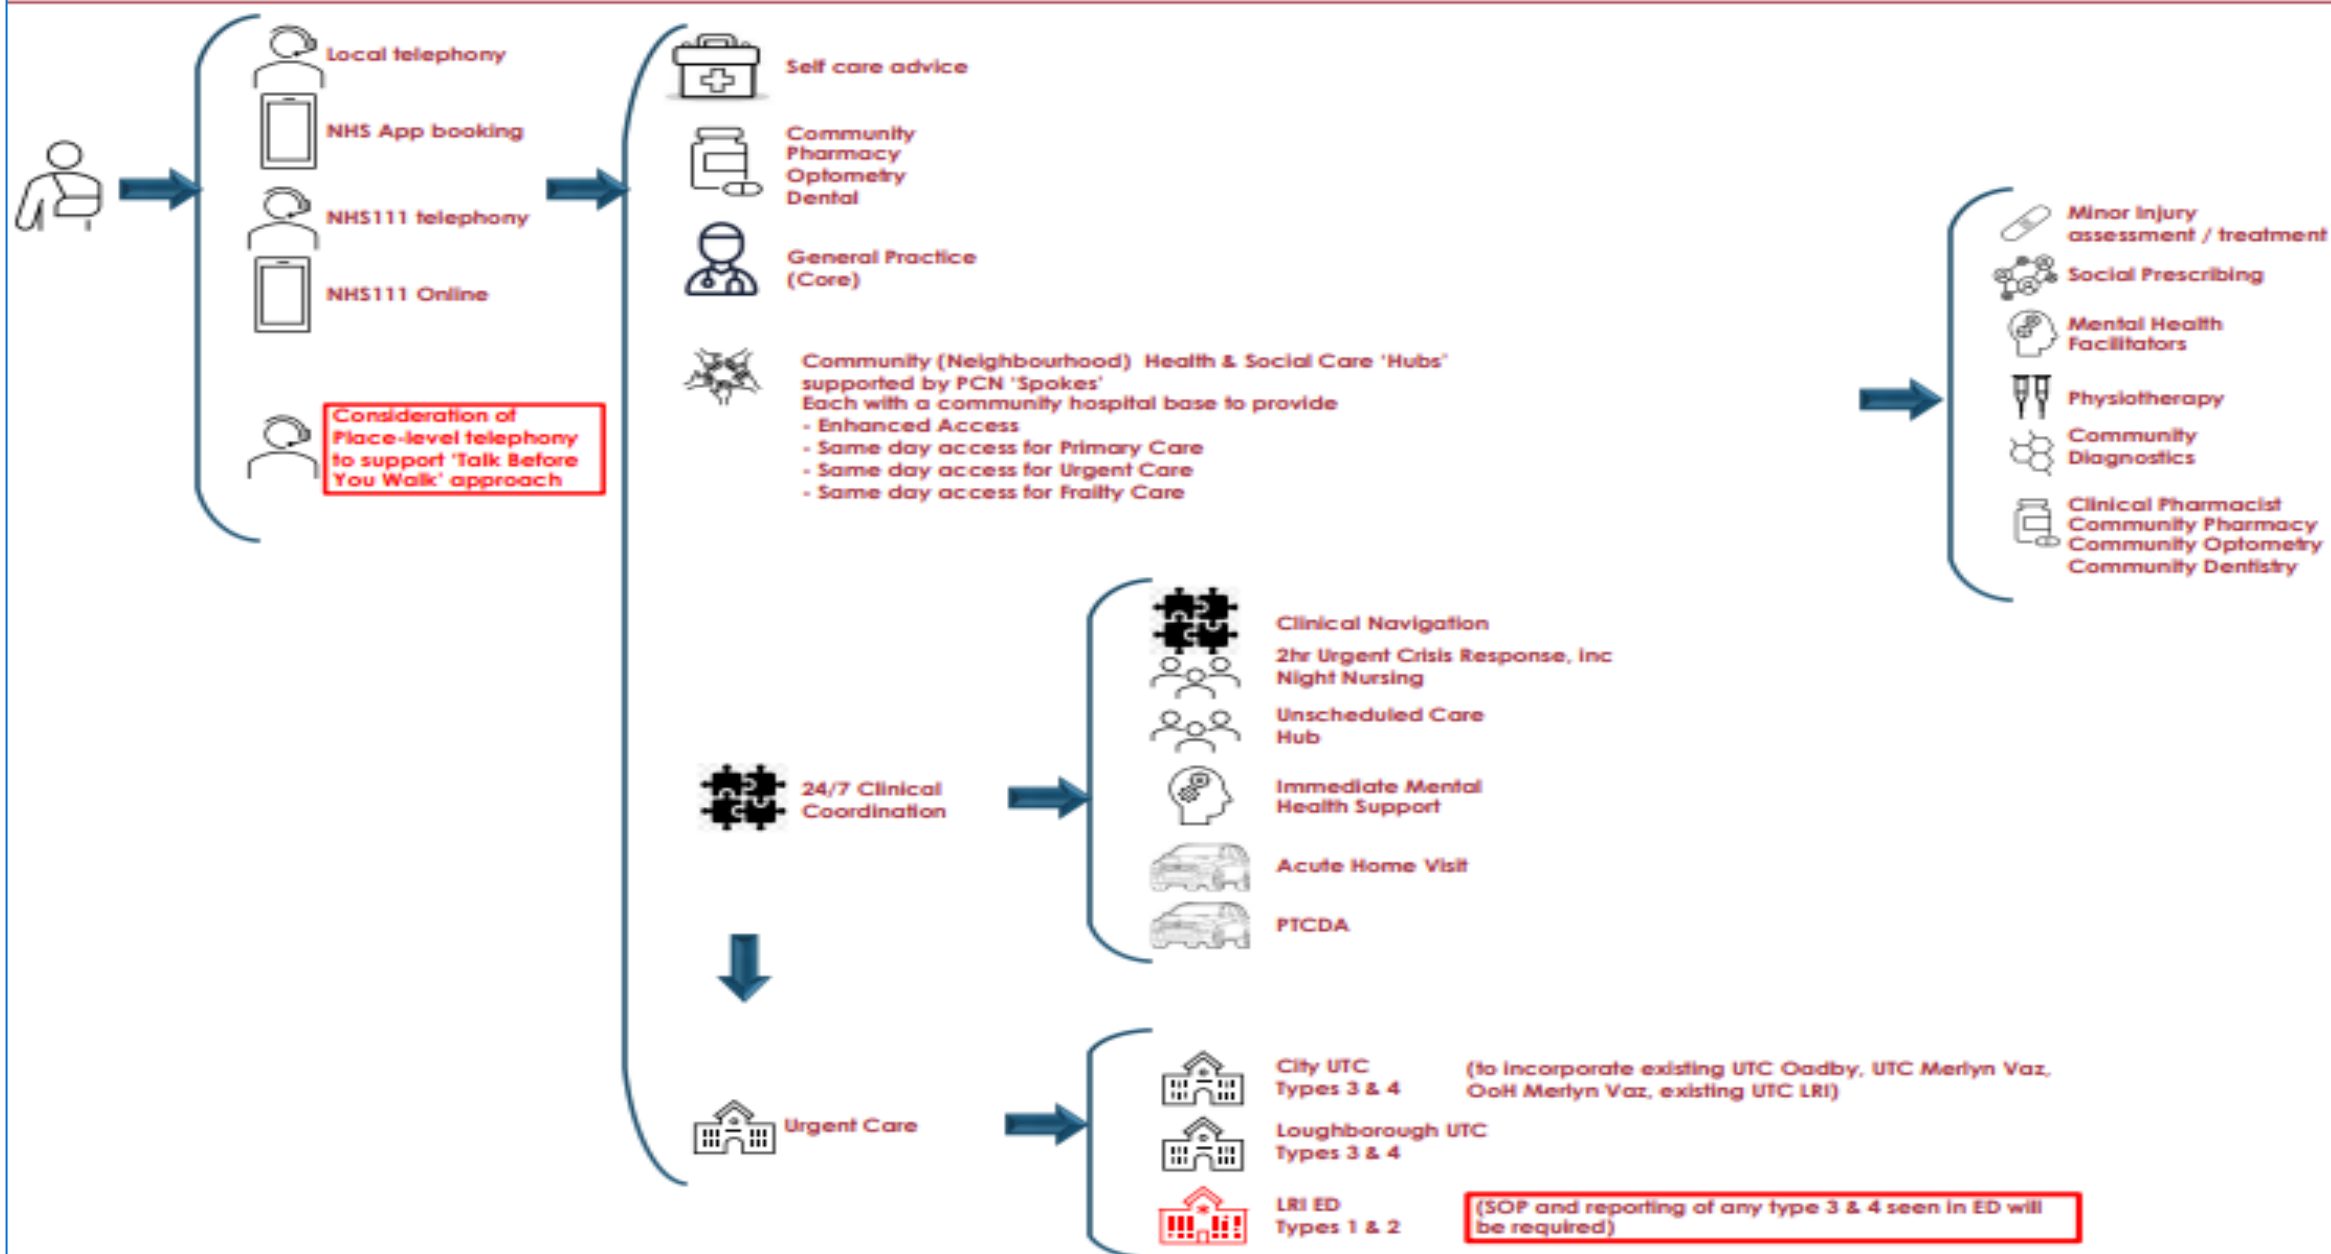 Local telephony
NHS App booking
NHS111 telephony
NHS111 Online
Consideration of
Place-level telephony
to support 'Talk Before
You Walk' approach
Self care advice
Community
Pharmacy
Optometry
Dental
General Practice
(Core)
Community (Neighbourhood) Health & Social Care 'Hubs'
supported by PCN 'Spokes'
Each with a community hospital base to provide
- Enhanced Access
- Same day access for Primary Care
- Same day access for Urgent Care
- Same day access for Frailty Care
Minor Injury
assessment / treatment
Social Prescribing
Mental Health
Facilitators
Physiotherapy
Community
Diagnostics
Clinical Pharmacist
Community Pharmacy
Community Optometry
Community Dentistry
24/7 Clinical
Coordination
Clinical Navigation
2hr Urgent Crisis Response, inc
Night Nursing
Unscheduled Care
Hub
Immediate Mental
Health Support
Acute Home Visit
PTCDA
Urgent Care
City UTC
Types 3 & 4
(to incorporate existing UTC Oadby, UTC Merlyn Vaz,
OoH Merlyn Vaz, existing UTC LRI)
Loughborough UTC
Types 3 & 4
LRI ED
Types 1 & 2
(SOP and reporting of any type 3 & 4 seen in ED will
be required)